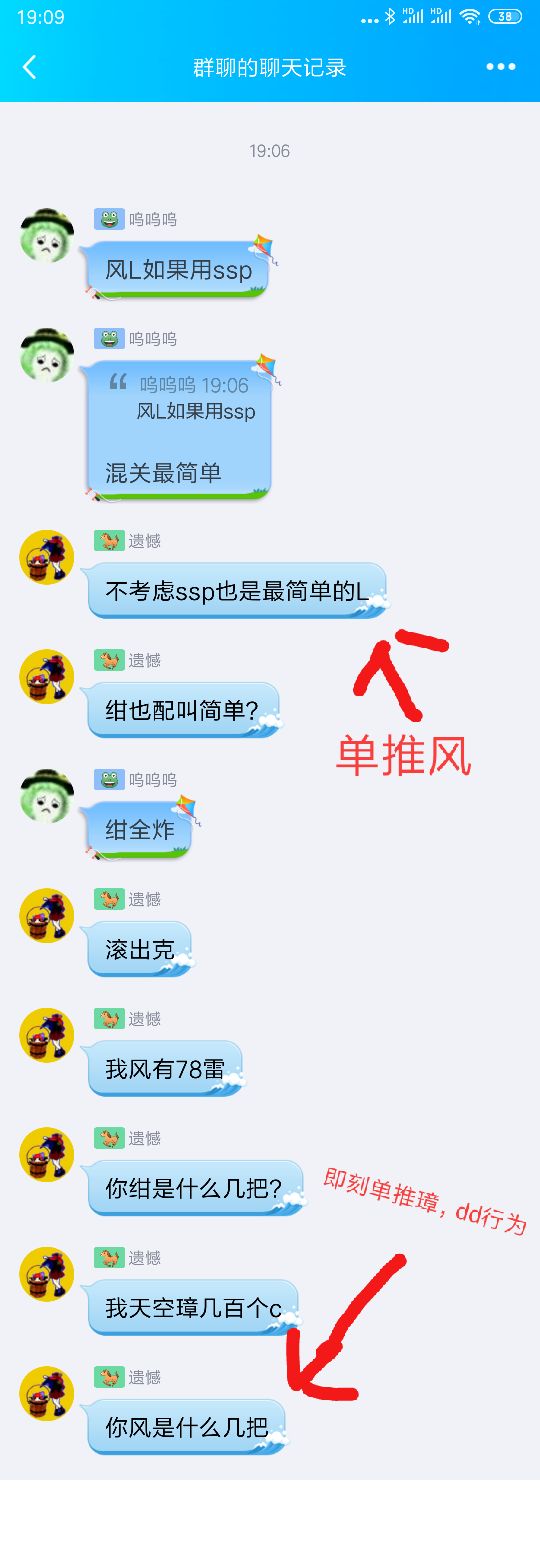 19:09
HD
HD
38
群聊的聊天记录
19:06
呜呜呜
风L如果用ssp
呜呜呜
呜呜呜 19:06
风L如果用ssp
混关最简单
遗憾
不考虑ssp也是最简单的L
遗憾
绀也配叫简单?
单推风
呜呜呜
绀全炸
遗憾
滚出克
遗憾
我风有78雷
遗憾
你绀是什么几把?
即刻单推璋，dd行为
遗憾
我天空璋几百个c
遗憾
你风是什么几把